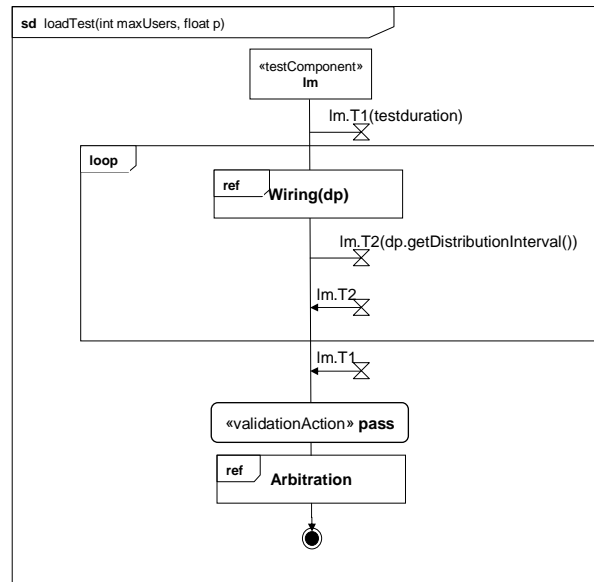 sd loadTest(int maxUsers, float p)
«testComponent»
lm
lm.T1(testduration)
loop
ref
Wiring(dp)
lm.T2(dp.getDistributionInterval())
lm.T2
lm.T1
«validationAction» pass
ref
Arbitration